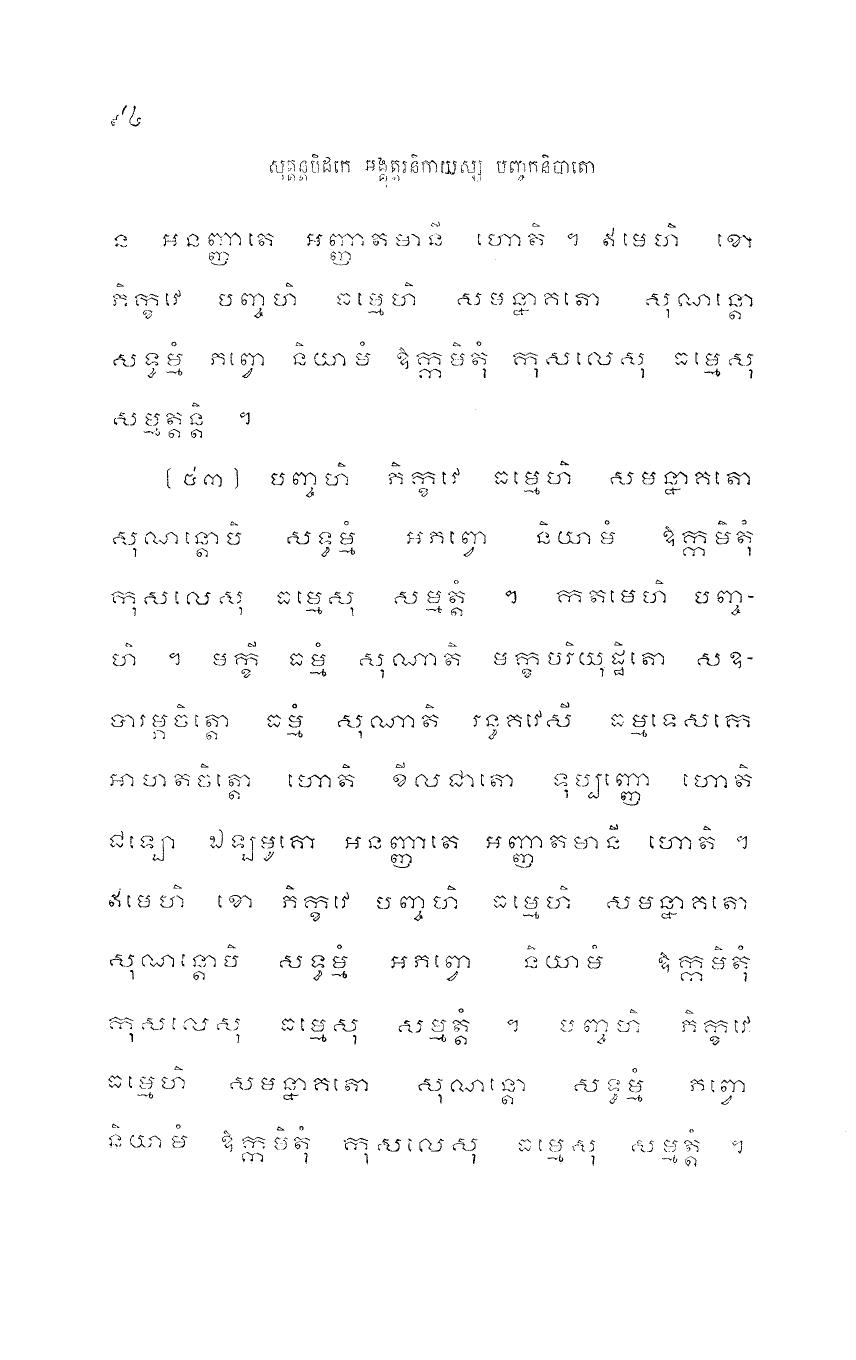 ៩៤
សុត្តន្តបិដកេ អង្គុត្តរនិកាយស្ស បញ្ចកនិបាតោ
ន អនញ្ញាតេ អញ្ញាតមានី ហោតិ ។ ឥមេហិ ខោ
ភិក្ខវេ បញ្ចហិ ធម្មេហិ សមន្នាគតោ សុណន្តោ
សទ្ធម្មំ ភព្វោ និយាមំ ឱក្កមិតុំ កុសលេសុ ធម្មេសុ
សម្មត្តន្តិ ។
(៥៣) បញ្ចហិ ភិក្ខវេ ធម្មេហិ សមន្នាគតោ
សុណន្តោបិ សទ្ធម្មំ អភព្វោ និយាមំ ឱក្កមិតុំ
កុសលេសុ ធម្មេសុ សម្មត្តំ ។ កតមេហិ បញ្ច-
ហិ ។ មក្ខី ធម្មំ សុណាតិ មក្ខបរិយុដ្ឋិតោ សឧ-
បារម្ភចិត្តោ ធម្មំ សុណាតិ រន្ធគវេសី ធម្មទេសកេ
អាហតចិត្តោ ហោតិ ខីលជាតោ ទុប្បញ្ញោ ហោតិ
ជឡោ ឯឡមូគោ អនញ្ញាតេ អញ្ញាតមានី ហោតិ ។
ឥមេហិ ខោ ភិក្ខវេ បញ្ចហិ ធម្មេហិ សមន្នាគតោ
សុណន្តោបិ សទ្ធម្មំ អភព្វោ និយាមំ ឱក្កមិតុំ
កុសលេសុ ធម្មេសុ សម្មត្តំ ។ បញ្ចហិ ភិក្ខវេ
ធម្មេហិ សមន្នាគតោ សុណន្តោ សទ្ធម្មំ ភព្វោ
និយាមំ ឱក្កមិតុំ កុសលេសុ ធម្មេសុ សម្មត្តំ ។